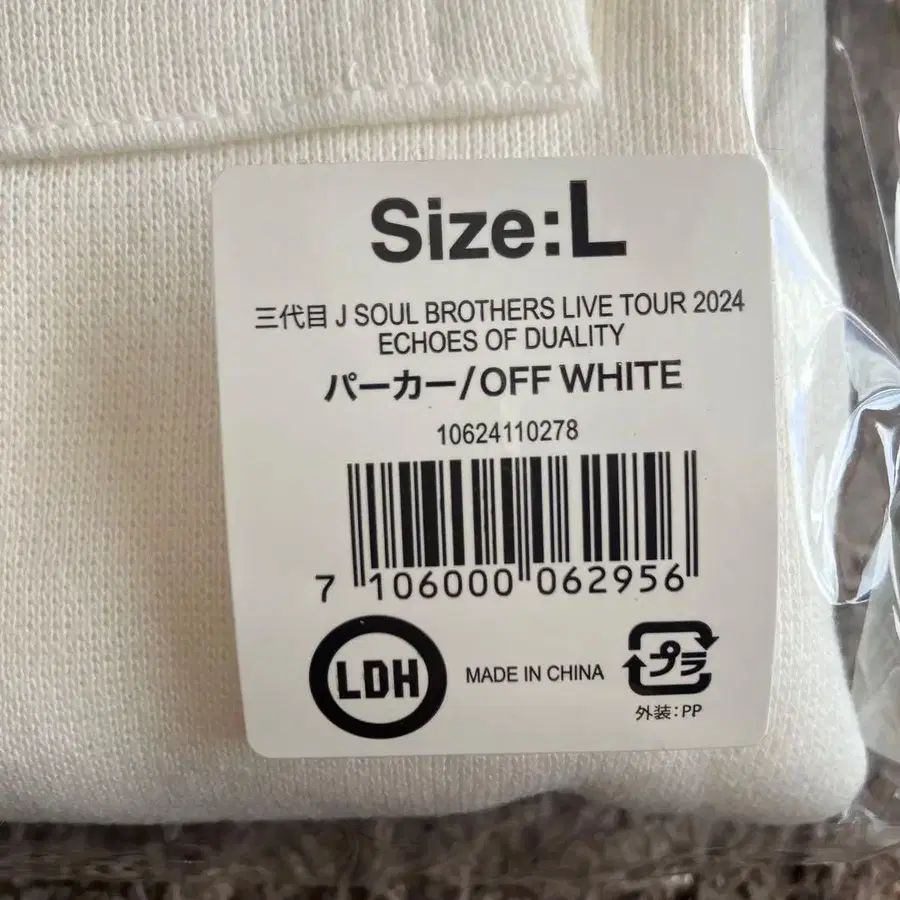 Size:L
三代目 J SOUL BROTHERS LIVE TOUR 2024
ECHOES OF DUALITY
パーカー/OFF WHITE
10624110278
7 106000 062956
LDH
MADE IN CHINA
プラ
外装:PP